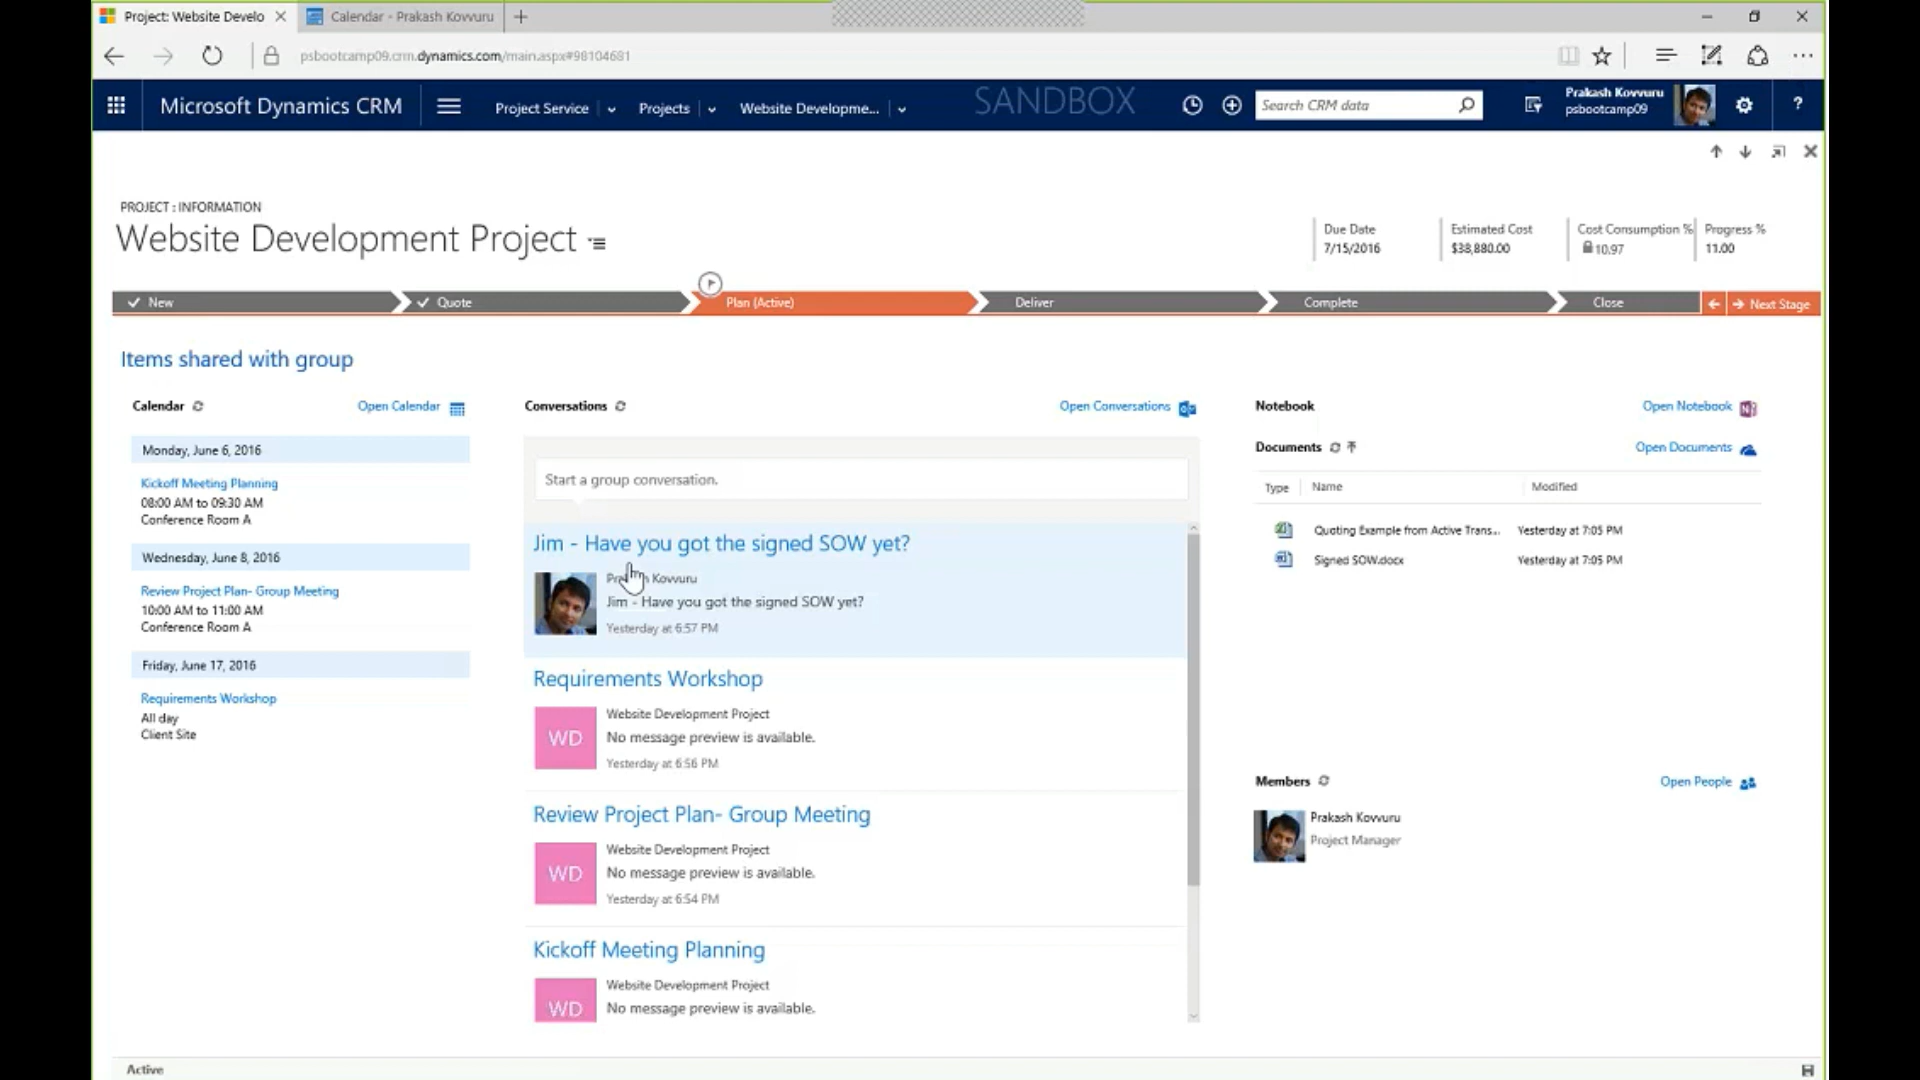 Project: Website Develo
Calendar - Prakash Kovvuru
psbootcamp09.crm.dynamics.com/main.aspx#98104681
Microsoft Dynamics CRM
Project Service
Projects
Website Developme...
SANDBOX
Search CRM data
Prakash Kovvuru
psbootcamp09
?
PROJECT : INFORMATION
Website Development Project
Due Date
7/15/2016
Estimated Cost
$38,880.00
Cost Consumption %
10.97
Progress %
11.00
New
Quote
Plan (Active)
Deliver
Complete
Close
Next Stage
Items shared with group
Calendar
Open Calendar
Monday, June 6, 2016
Kickoff Meeting Planning
08:00 AM to 09:30 AM
Conference Room A
Wednesday, June 8, 2016
Review Project Plan- Group Meeting
10:00 AM to 11:00 AM
Conference Room A
Friday, June 17, 2016
Requirements Workshop
All day
Client Site
Conversations
Open Conversations
Start a group conversation.
Jim - Have you got the signed SOW yet?
Prakash Kovvuru
Jim - Have you got the signed SOW yet?
Yesterday at 6:57 PM
Requirements Workshop
WD
Website Development Project
No message preview is available.
Yesterday at 6:56 PM
Review Project Plan- Group Meeting
WD
Website Development Project
No message preview is available.
Yesterday at 6:54 PM
Kickoff Meeting Planning
WD
Website Development Project
No message preview is available.
Notebook
Open Notebook
Documents
Open Documents
Type
Name
Modified
Quoting Example from Active Trans...
Yesterday at 7:05 PM
Signed SOW.docx
Yesterday at 7:05 PM
Members
Open People
Prakash Kovvuru
Project Manager
Active